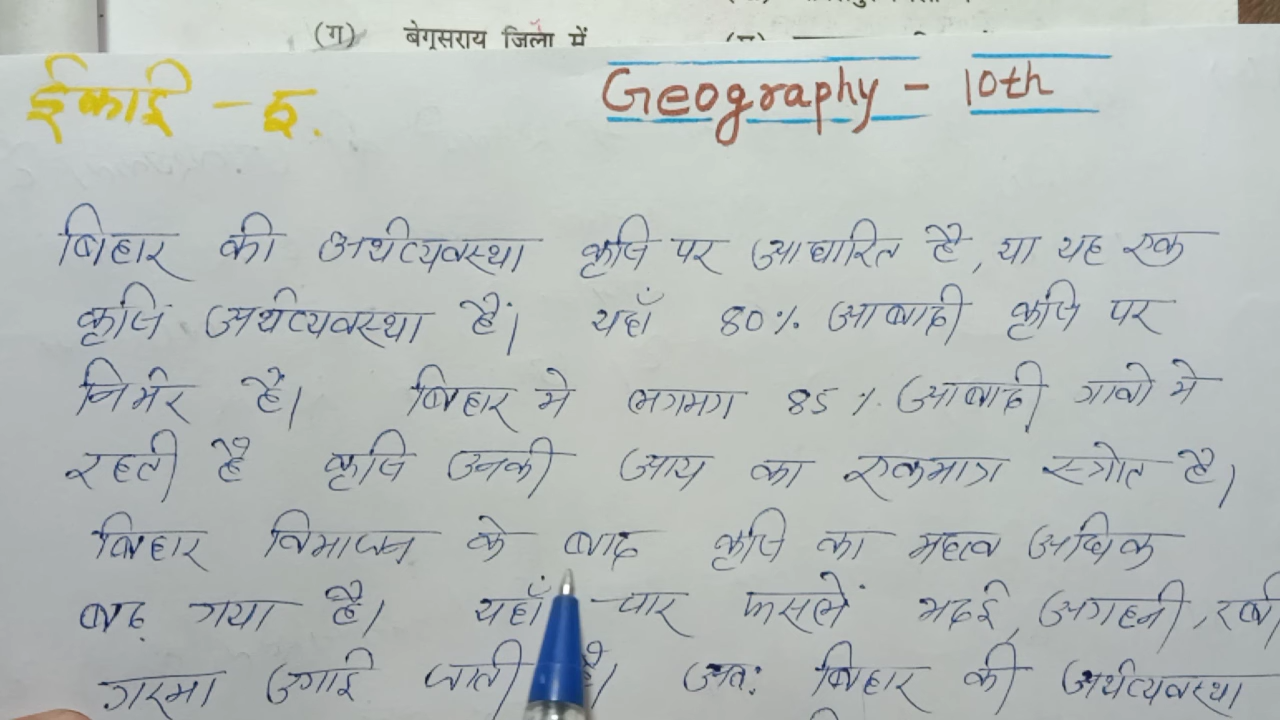 (ग) बेगूसराय जिला में
ईकाई - 5.
Geography - 10th
बिहार की अर्थव्यवस्था कृषि पर आधारित है, या यह एक
कृषि अर्थव्यवस्था है। यहाँ 80% आबादी कृषि पर
निर्भर है। बिहार मे लगभग 85% आबादी गावो मे
रहती है कृषि उनकी आय का एकमात्र स्त्रोत है।
बिहार विभाजन के बाद कृषि का महत्व अधिक
बढ़ गया है। यहाँ चार फसलें भदई, अगहनी, रबी
गरमा उगाई जाती है। अतः बिहार की अर्थव्यवस्था